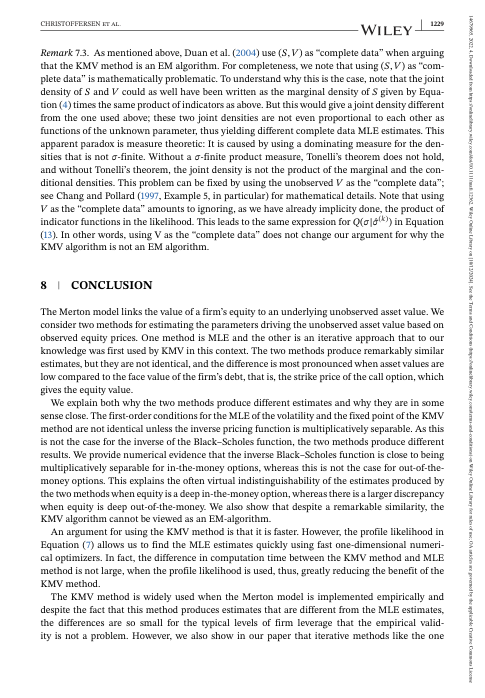 CHRISTOFFERSEN ET AL.
WILEY
1229
Remark 7.3. As mentioned above, Duan et al. (2004) use (S, V) as “complete data” when arguing
that the KMV method is an EM algorithm. For completeness, we note that using (S, V) as “com-
plete data” is mathematically problematic. To understand why this is the case, note that the joint
density of S and V could as well have been written as the marginal density of S given by Equa-
tion (4) times the same product of indicators as above. But this would give a joint density different
from the one used above; these two joint densities are not even proportional to each other as
functions of the unknown parameter, thus yielding different complete data MLE estimates. This
apparent paradox is measure theoretic: It is caused by using a dominating measure for the den-
sities that is not σ-finite. Without a σ-finite product measure, Tonelli’s theorem does not hold,
and without Tonelli’s theorem, the joint density is not the product of the marginal and the con-
ditional densities. This problem can be fixed by using the unobserved V as the “complete data”;
see Chang and Pollard (1997, Example 5, in particular) for mathematical details. Note that using
V as the “complete data” amounts to ignoring, as we have already implicity done, the product of
indicator functions in the likelihood. This leads to the same expression for Q(σ|σ̂⁽ᵏ⁾) in Equation
(13). In other words, using V as the “complete data” does not change our argument for why the
KMV algorithm is not an EM algorithm.
8 | CONCLUSION
The Merton model links the value of a firm’s equity to an underlying unobserved asset value. We
consider two methods for estimating the parameters driving the unobserved asset value based on
observed equity prices. One method is MLE and the other is an iterative approach that to our
knowledge was first used by KMV in this context. The two methods produce remarkably similar
estimates, but they are not identical, and the difference is most pronounced when asset values are
low compared to the face value of the firm’s debt, that is, the strike price of the call option, which
gives the equity value.
We explain both why the two methods produce different estimates and why they are in some
sense close. The first-order conditions for the MLE of the volatility and the fixed point of the KMV
method are not identical unless the inverse pricing function is multiplicatively separable. As this
is not the case for the inverse of the Black–Scholes function, the two methods produce different
results. We provide numerical evidence that the inverse Black–Scholes function is close to being
multiplicatively separable for in-the-money options, whereas this is not the case for out-of-the-
money options. This explains the often virtual indistinguishability of the estimates produced by
the two methods when equity is a deep in-the-money option, whereas there is a larger discrepancy
when equity is deep out-of-the-money. We also show that despite a remarkable similarity, the
KMV algorithm cannot be viewed as an EM-algorithm.
An argument for using the KMV method is that it is faster. However, the profile likelihood in
Equation (7) allows us to find the MLE estimates quickly using fast one-dimensional numeri-
cal optimizers. In fact, the difference in computation time between the KMV method and MLE
method is not large, when the profile likelihood is used, thus, greatly reducing the benefit of the
KMV method.
The KMV method is widely used when the Merton model is implemented empirically and
despite the fact that this method produces estimates that are different from the MLE estimates,
the differences are so small for the typical levels of firm leverage that the empirical valid-
ity is not a problem. However, we also show in our paper that iterative methods like the one